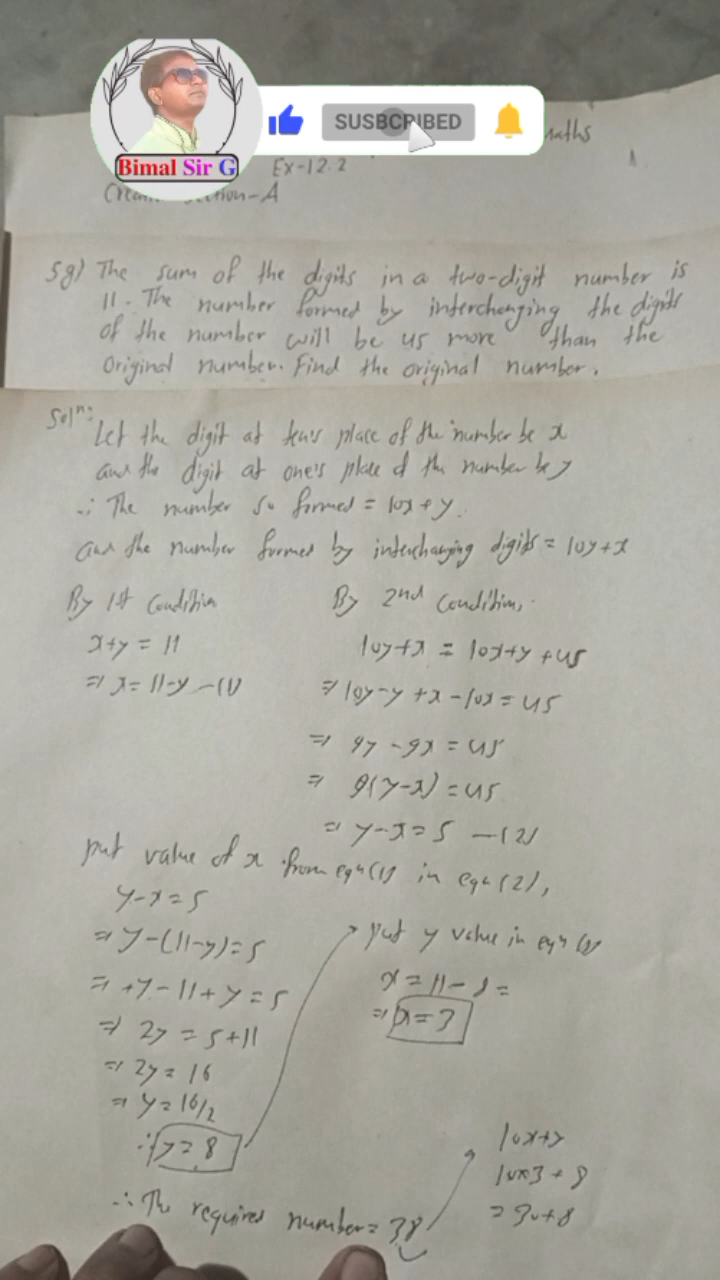 SUSBCRIBED
Bimal Sir G
maths
Ex-12.2
Section-A
5g) The sum of the digits in a two-digit number is
11. The number formed by interchanging the digits
of the number will be 45 more than the
original number. Find the original number.
Solⁿ:
Let the digit at ten's place of the number be x
and the digit at one's place of the number be y
∴ The number so formed = 10x+y.
and the number formed by interchanging digits = 10y+x
By 1st Condition
x+y = 11
⇒ x = 11-y -(1)
By 2nd Condition,
10y+x = 10x+y+45
⇒ 10y-y+x-10x = 45
⇒ 9y-9x = 45
⇒ 9(y-x) = 45
⇒ y-x = 5 -(2)
put value of x from eqⁿ(1) in eqⁿ(2),
y-x = 5
⇒ y-(11-y) = 5
⇒ +y-11+y = 5
⇒ 2y = 5+11
⇒ 2y = 16
⇒ y = 16/2
∴ y = 8
put y value in eqⁿ (1)
x = 11-8 =
⇒ x = 3
10x+y
10×3+8
= 30+8
∴ The required number = 38